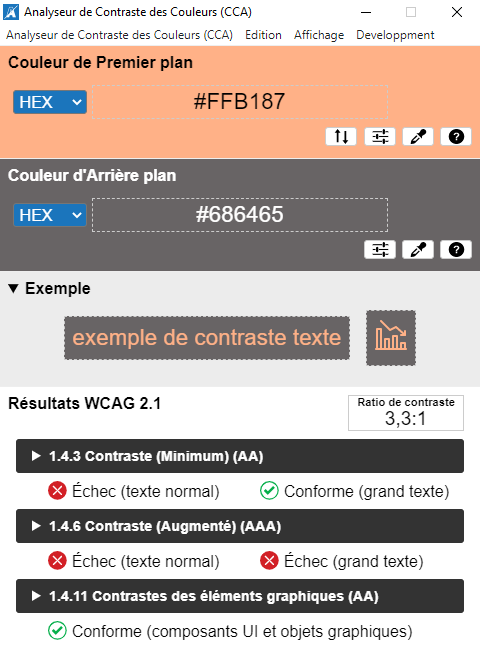 Analyseur de Contraste des Couleurs (CCA)
Analyseur de Contraste des Couleurs (CCA) Edition Affichage Developpment
Couleur de Premier plan
HEX #FFB187
Couleur d'Arrière plan
HEX #686465
Exemple
exemple de contraste texte
Résultats WCAG 2.1
Ratio de contraste
3,3:1
1.4.3 Contraste (Minimum) (AA)
Échec (texte normal) Conforme (grand texte)
1.4.6 Contraste (Augmenté) (AAA)
Échec (texte normal) Échec (grand texte)
1.4.11 Contrastes des éléments graphiques (AA)
Conforme (composants UI et objets graphiques)